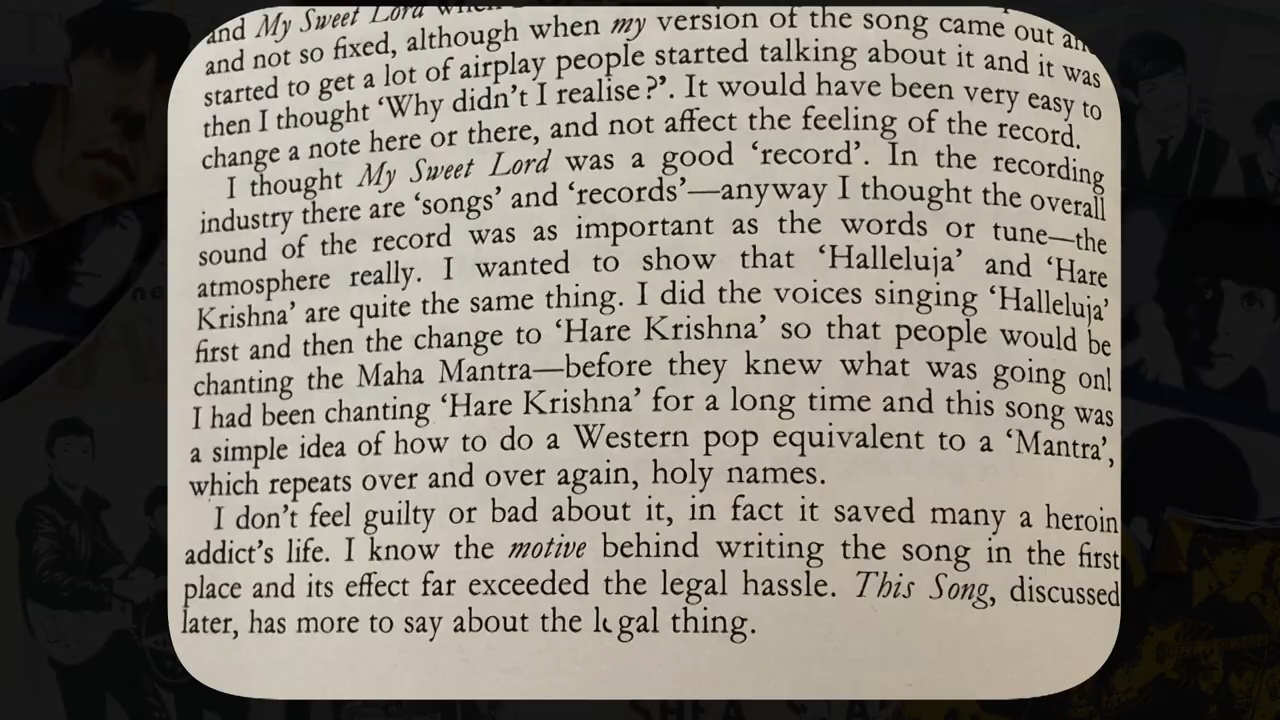 and My Sweet Lord
and not so fixed, although when my version of the song came out and
started to get a lot of airplay people started talking about it and it was
then I thought ‘Why didn’t I realise?’. It would have been very easy to
change a note here or there, and not affect the feeling of the record.
I thought My Sweet Lord was a good ‘record’. In the recording
industry there are ‘songs’ and ‘records’—anyway I thought the overall
sound of the record was as important as the words or tune—the
atmosphere really. I wanted to show that ‘Halleluja’ and ‘Hare
Krishna’ are quite the same thing. I did the voices singing ‘Halleluja’
first and then the change to ‘Hare Krishna’ so that people would be
chanting the Maha Mantra—before they knew what was going on!
I had been chanting ‘Hare Krishna’ for a long time and this song was
a simple idea of how to do a Western pop equivalent to a ‘Mantra’,
which repeats over and over again, holy names.
I don’t feel guilty or bad about it, in fact it saved many a heroin
addict’s life. I know the motive behind writing the song in the first
place and its effect far exceeded the legal hassle. This Song, discussed
later, has more to say about the legal thing.